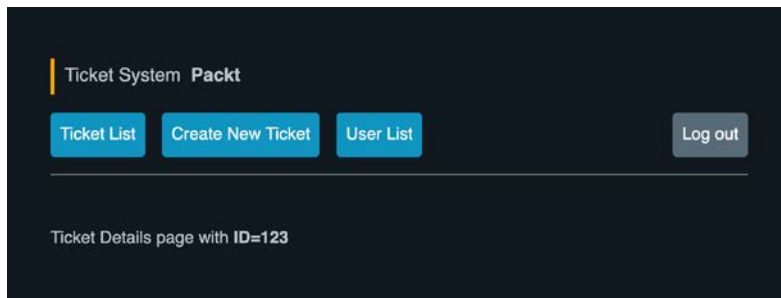 Ticket System Packt
Ticket List Create New Ticket User List Log out
Ticket Details page with ID=123